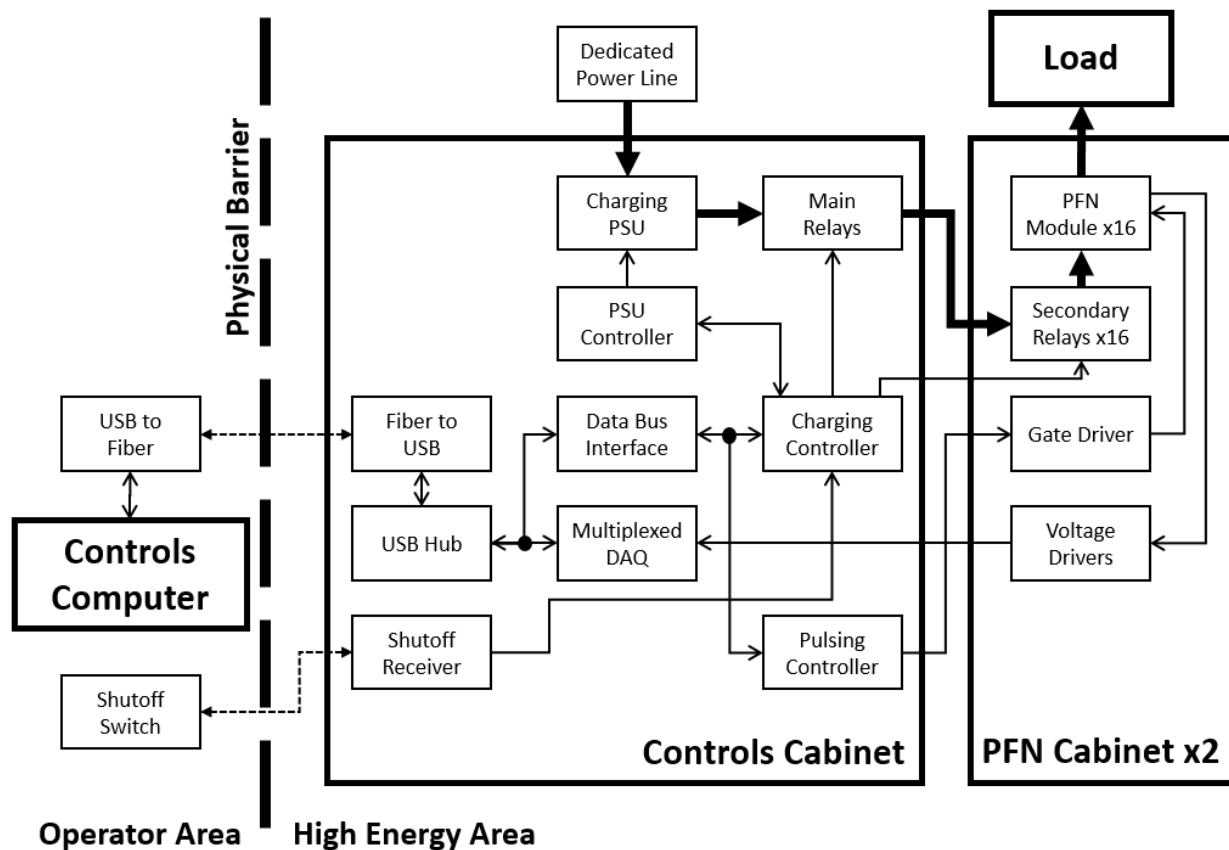 Dedicated
Power Line
Load
Physical Barrier
Charging
PSU
Main
Relays
PFN
Module x16
PSU
Controller
Secondary
Relays x16
USB to
Fiber
Fiber to
USB
Data Bus
Interface
Charging
Controller
Gate Driver
Controls
Computer
USB Hub
Multiplexed
DAQ
Voltage
Drivers
Shutoff
Receiver
Pulsing
Controller
Shutoff
Switch
Controls Cabinet
PFN Cabinet x2
Operator Area
High Energy Area